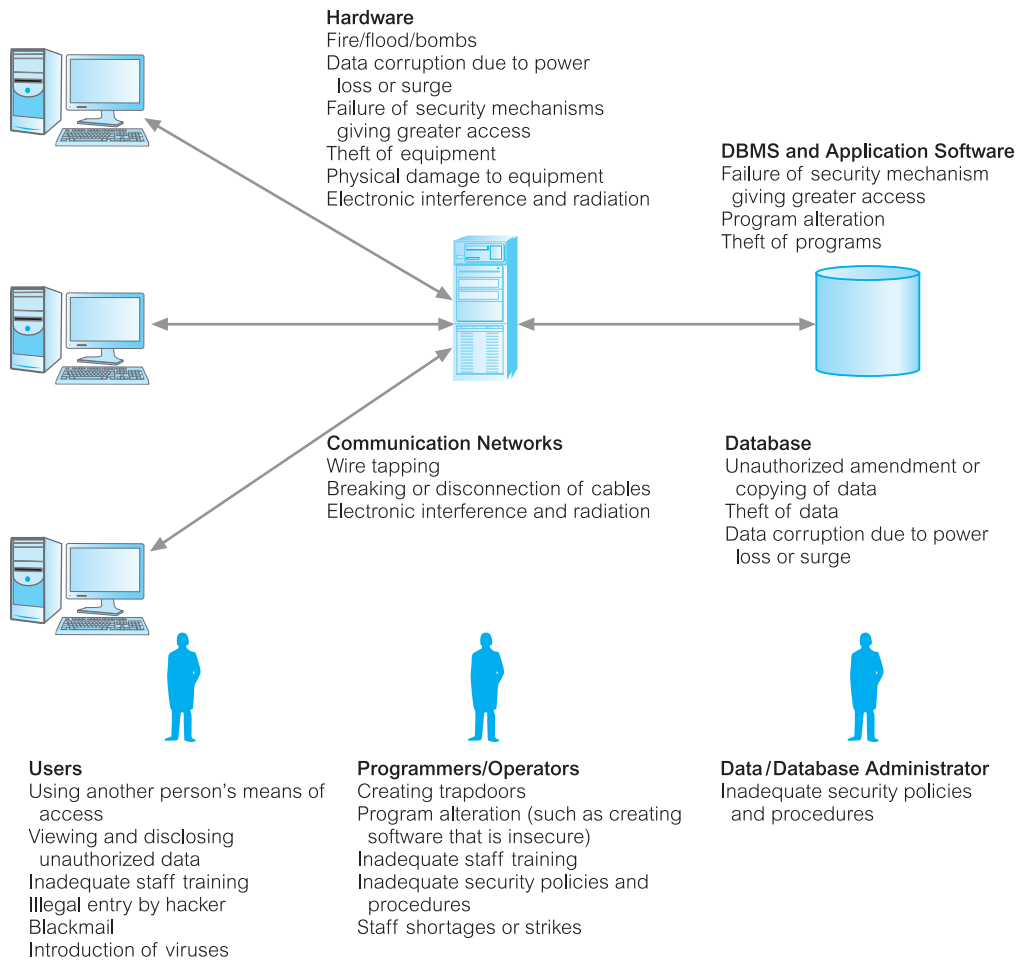 Hardware
Fire/flood/bombs
Data corruption due to power
loss or surge
Failure of security mechanisms
giving greater access
Theft of equipment
Physical damage to equipment
Electronic interference and radiation
DBMS and Application Software
Failure of security mechanism
giving greater access
Program alteration
Theft of programs
Communication Networks
Wire tapping
Breaking or disconnection of cables
Electronic interference and radiation
Database
Unauthorized amendment or
copying of data
Theft of data
Data corruption due to power
loss or surge
Users
Using another person's means of
access
Viewing and disclosing
unauthorized data
Inadequate staff training
Illegal entry by hacker
Blackmail
Introduction of viruses
Programmers/Operators
Creating trapdoors
Program alteration (such as creating
software that is insecure)
Inadequate staff training
Inadequate security policies and
procedures
Staff shortages or strikes
Data/Database Administrator
Inadequate security policies
and procedures